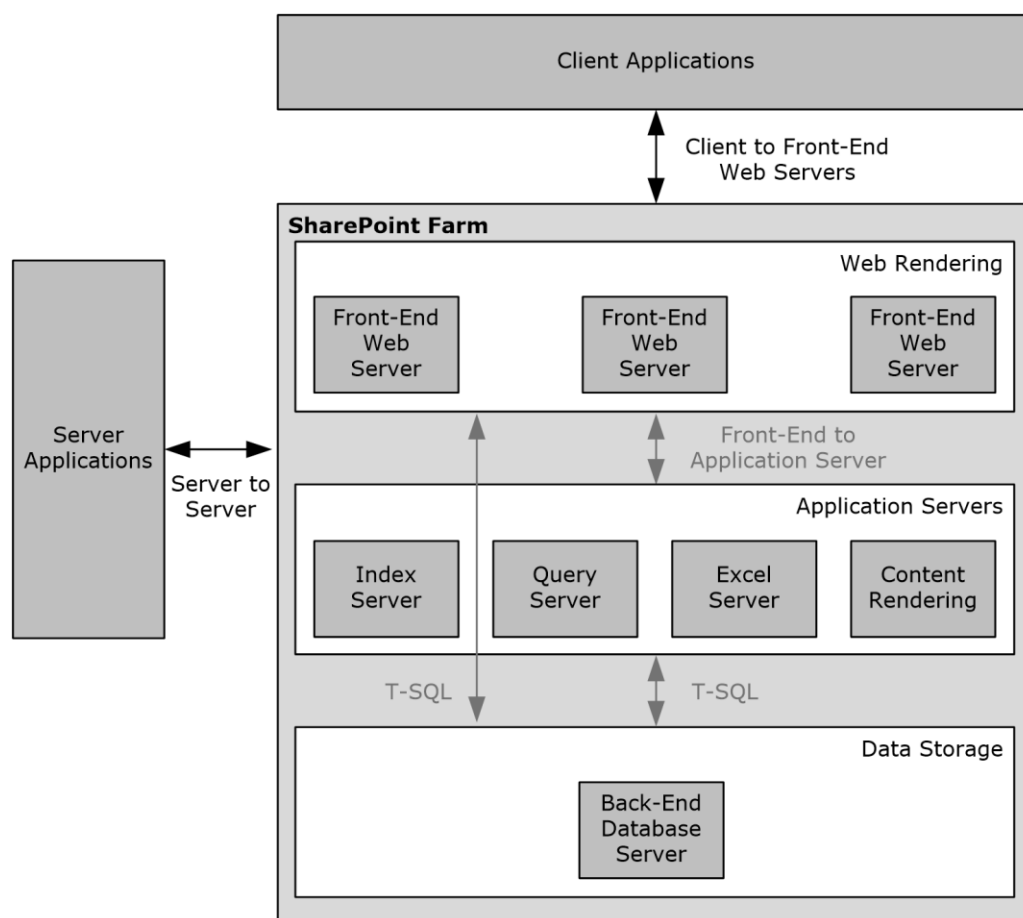 Client Applications
Client to Front-End
Web Servers
SharePoint Farm
Web Rendering
Front-End
Web
Server
Front-End
Web
Server
Front-End
Web
Server
Server
Applications
Server to
Server
Front-End to
Application Server
Application Servers
Index
Server
Query
Server
Excel
Server
Content
Rendering
T-SQL
T-SQL
Data Storage
Back-End
Database
Server